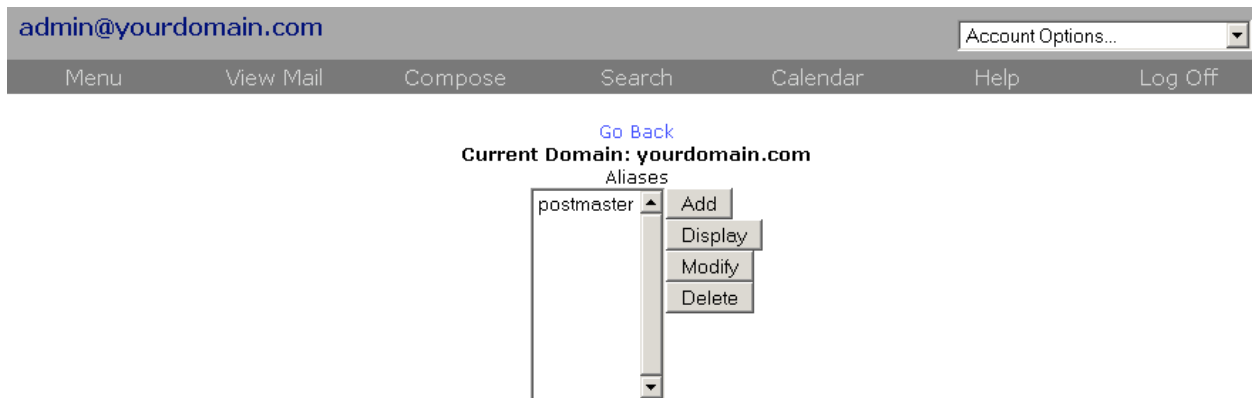 admin@yourdomain.com
Account Options...
Menu View Mail Compose Search Calendar Help Log Off
Go Back
Current Domain: yourdomain.com
Aliases
postmaster
Add
Display
Modify
Delete